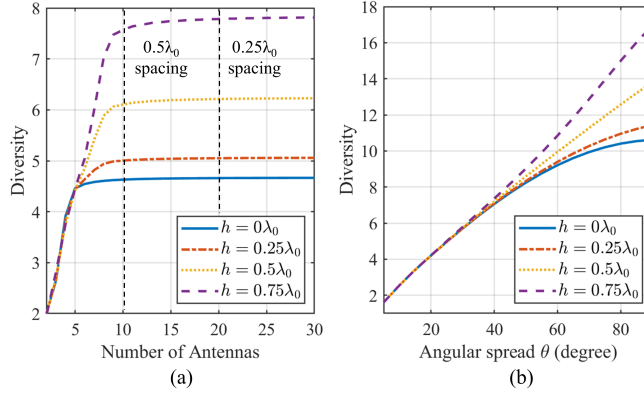 8
7
6
5
4
3
2
Diversity
0.5λ₀
spacing
0.25λ₀
spacing
h = 0λ₀
h = 0.25λ₀
h = 0.5λ₀
h = 0.75λ₀
5 10 15 20 25 30
Number of Antennas
(a)
18
16
14
12
10
8
6
4
2
Diversity
h = 0λ₀
h = 0.25λ₀
h = 0.5λ₀
h = 0.75λ₀
20 40 60 80
Angular spread θ (degree)
(b)